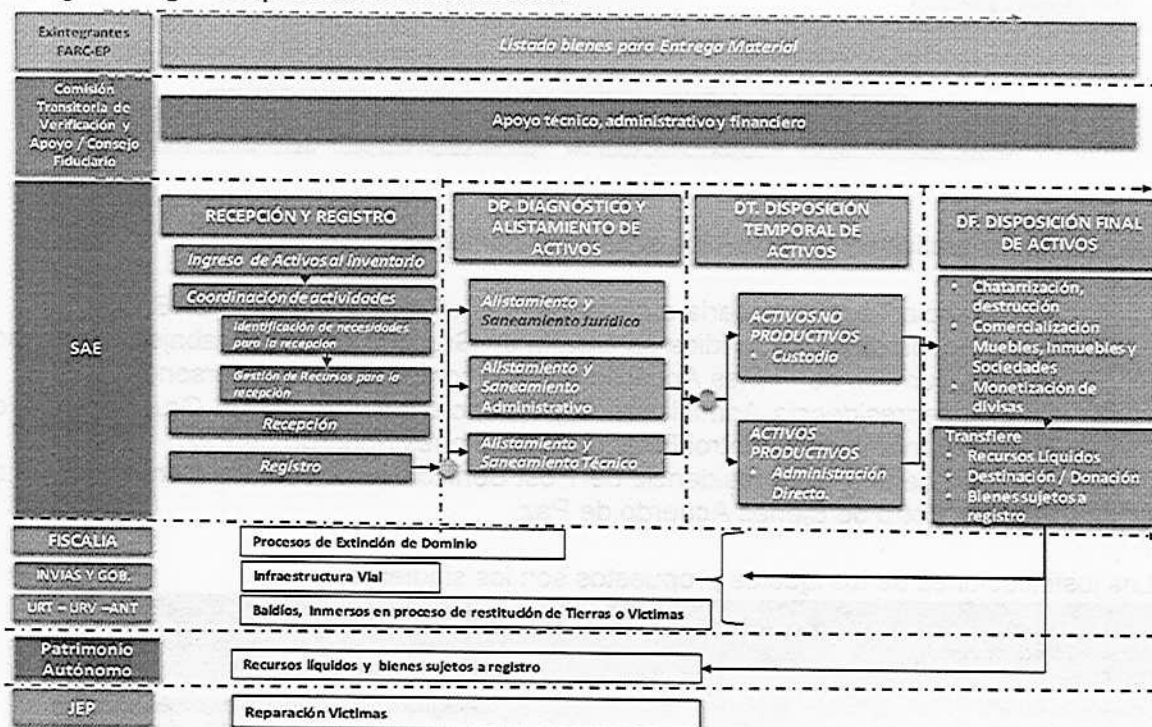 Exintegrantes
FARC-EP
Listado bienes para Entrega Material
Comisión
Transitoria de
Verificación y
Apoyo / Consejo
Fiduciario
Apoyo técnico, administrativo y financiero
SAE
RECEPCIÓN Y REGISTRO
Ingreso de Activos al inventario
Coordinación de actividades
Identificación de necesidades
para la recepción
Gestión de Recursos para la
recepción
Recepción
Registro
DP. DIAGNÓSTICO Y
ALISTAMIENTO DE
ACTIVOS
Alistamiento y
Saneamiento Jurídico
Alistamiento y
Saneamiento
Administrativo
Alistamiento y
Saneamiento Técnico
DT. DISPOSICIÓN
TEMPORAL DE
ACTIVOS
ACTIVOS NO
PRODUCTIVOS
• Custodia
ACTIVOS
PRODUCTIVOS
• Administración
Directa.
DF. DISPOSICIÓN FINAL
DE ACTIVOS
• Chatarrización,
destrucción
• Comercialización
Muebles, Inmuebles y
Sociedades
• Monetización de
divisas
Transfiere
• Recursos Líquidos
• Destinación / Donación
• Bienes sujetos a
registro
FISCALIA
Procesos de Extinción de Dominio
INVIAS Y GOB.
Infraestructura Vial
URT – URV –ANT
Baldíos, Inmersos en proceso de restitución de Tierras o Victimas
Patrimonio
Autónomo
Recursos líquidos y bienes sujetos a registro
JEP
Reparación Victimas